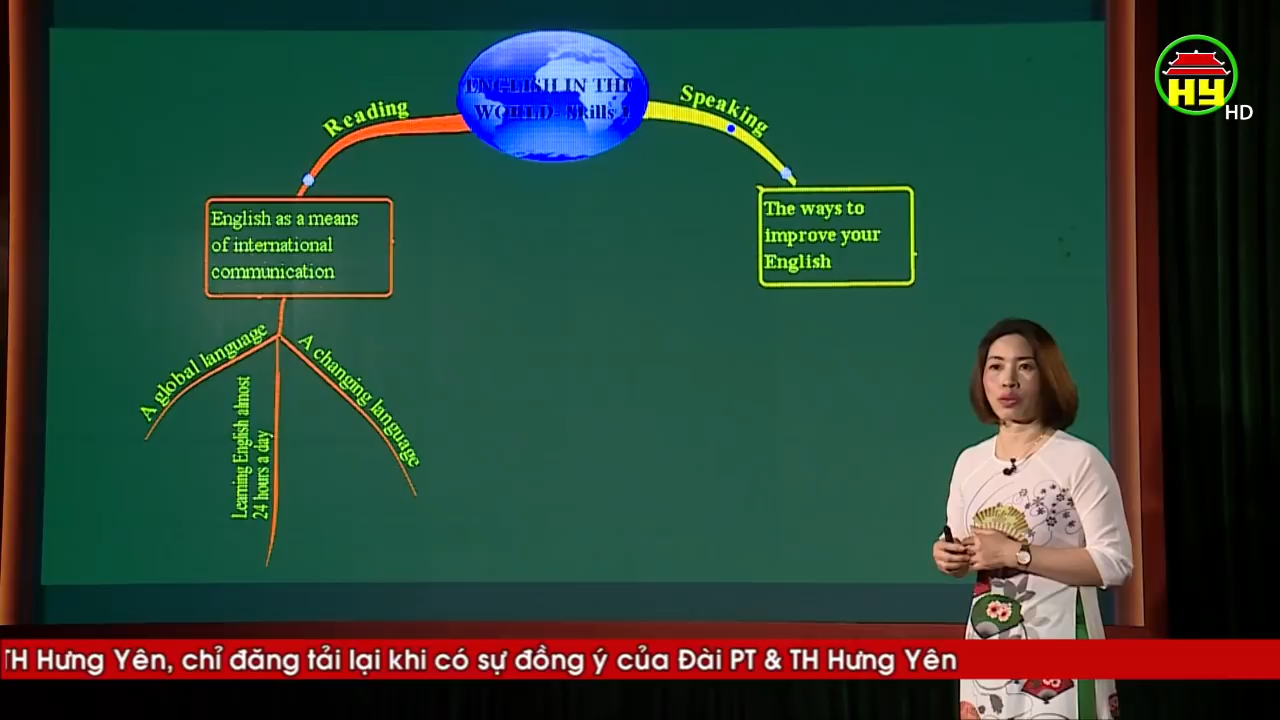 HY
HD
ENGLISH IN THE
WORLD- Skills 1
Reading
Speaking
English as a means
of international
communication
The ways to
improve your
English
A global language
Learning English almost
24 hours a day
A changing language
TH Hưng Yên, chỉ đăng tải lại khi có sự đồng ý của Đài PT & TH Hưng Yên